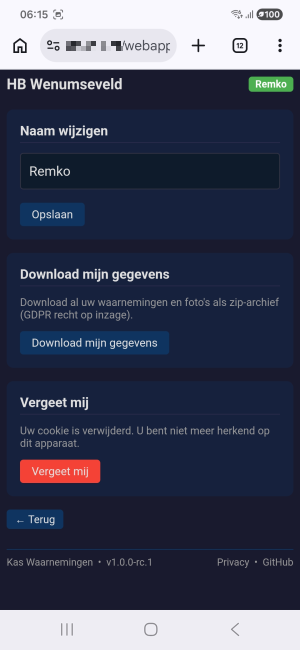 06:15 100
/webapp 12
HB Wenumseveld Remko
Naam wijzigen
Remko
Opslaan
Download mijn gegevens
Download al uw waarnemingen en foto's als zip-archief
(GDPR recht op inzage).
Download mijn gegevens
Vergeet mij
Uw cookie is verwijderd. U bent niet meer herkend op
dit apparaat.
Vergeet mij
← Terug
Kas Waarnemingen • v1.0.0-rc.1 Privacy • GitHub